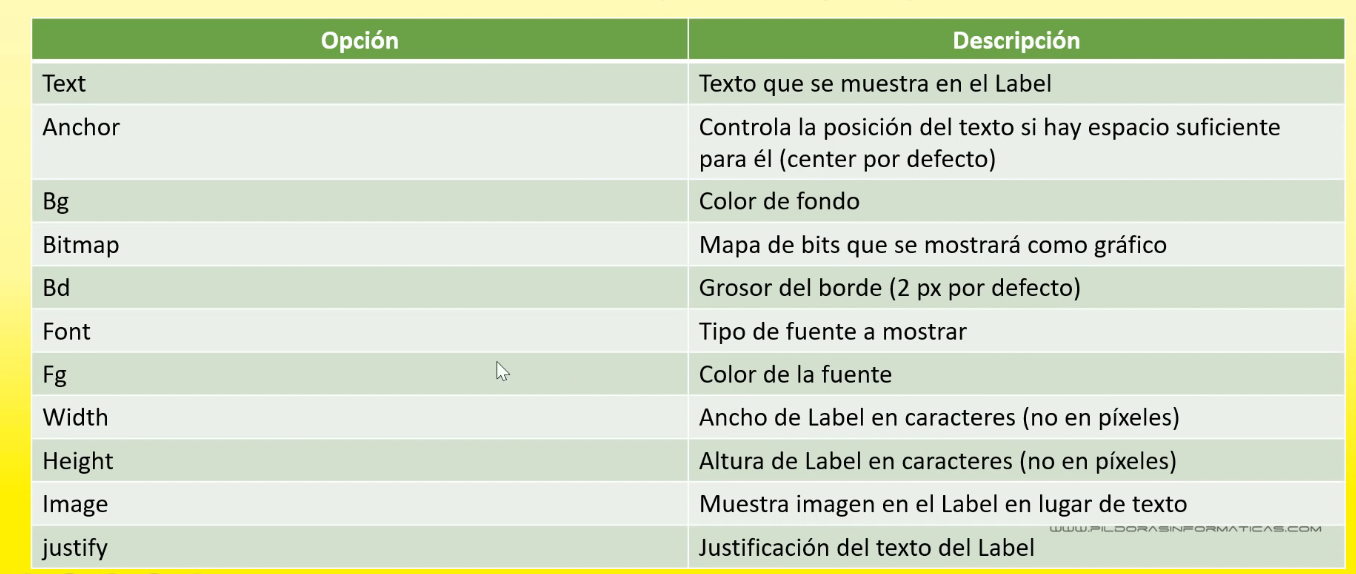 Opción Descripción
Text Texto que se muestra en el Label
Anchor Controla la posición del texto si hay espacio suficiente
para él (center por defecto)
Bg Color de fondo
Bitmap Mapa de bits que se mostrará como gráfico
Bd Grosor del borde (2 px por defecto)
Font Tipo de fuente a mostrar
Fg Color de la fuente
Width Ancho de Label en caracteres (no en píxeles)
Height Altura de Label en caracteres (no en píxeles)
Image Muestra imagen en el Label en lugar de texto
WWW.PILDORASINFORMATICAS.COM
justify Justificación del texto del Label